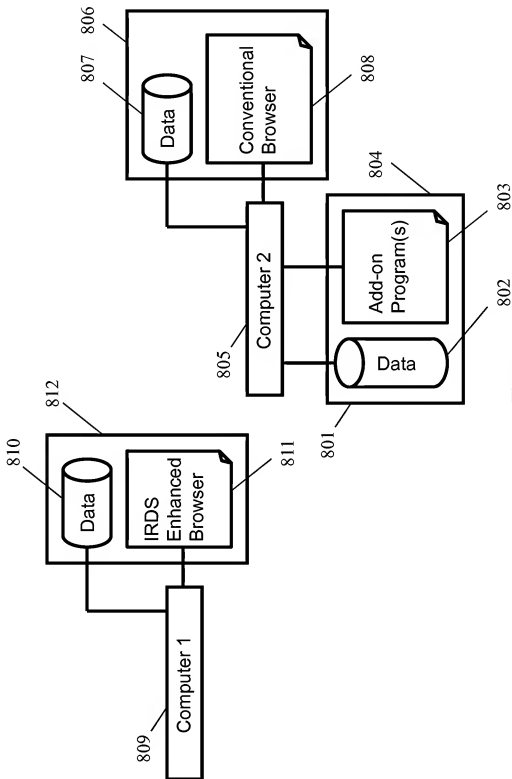 810
812
Data
IRDS
Enhanced
Browser
811
809
Computer 1
806
807
Data
Conventional
Browser
808
805
Computer 2
801
Data
802
Add-on
Program(s)
804
803